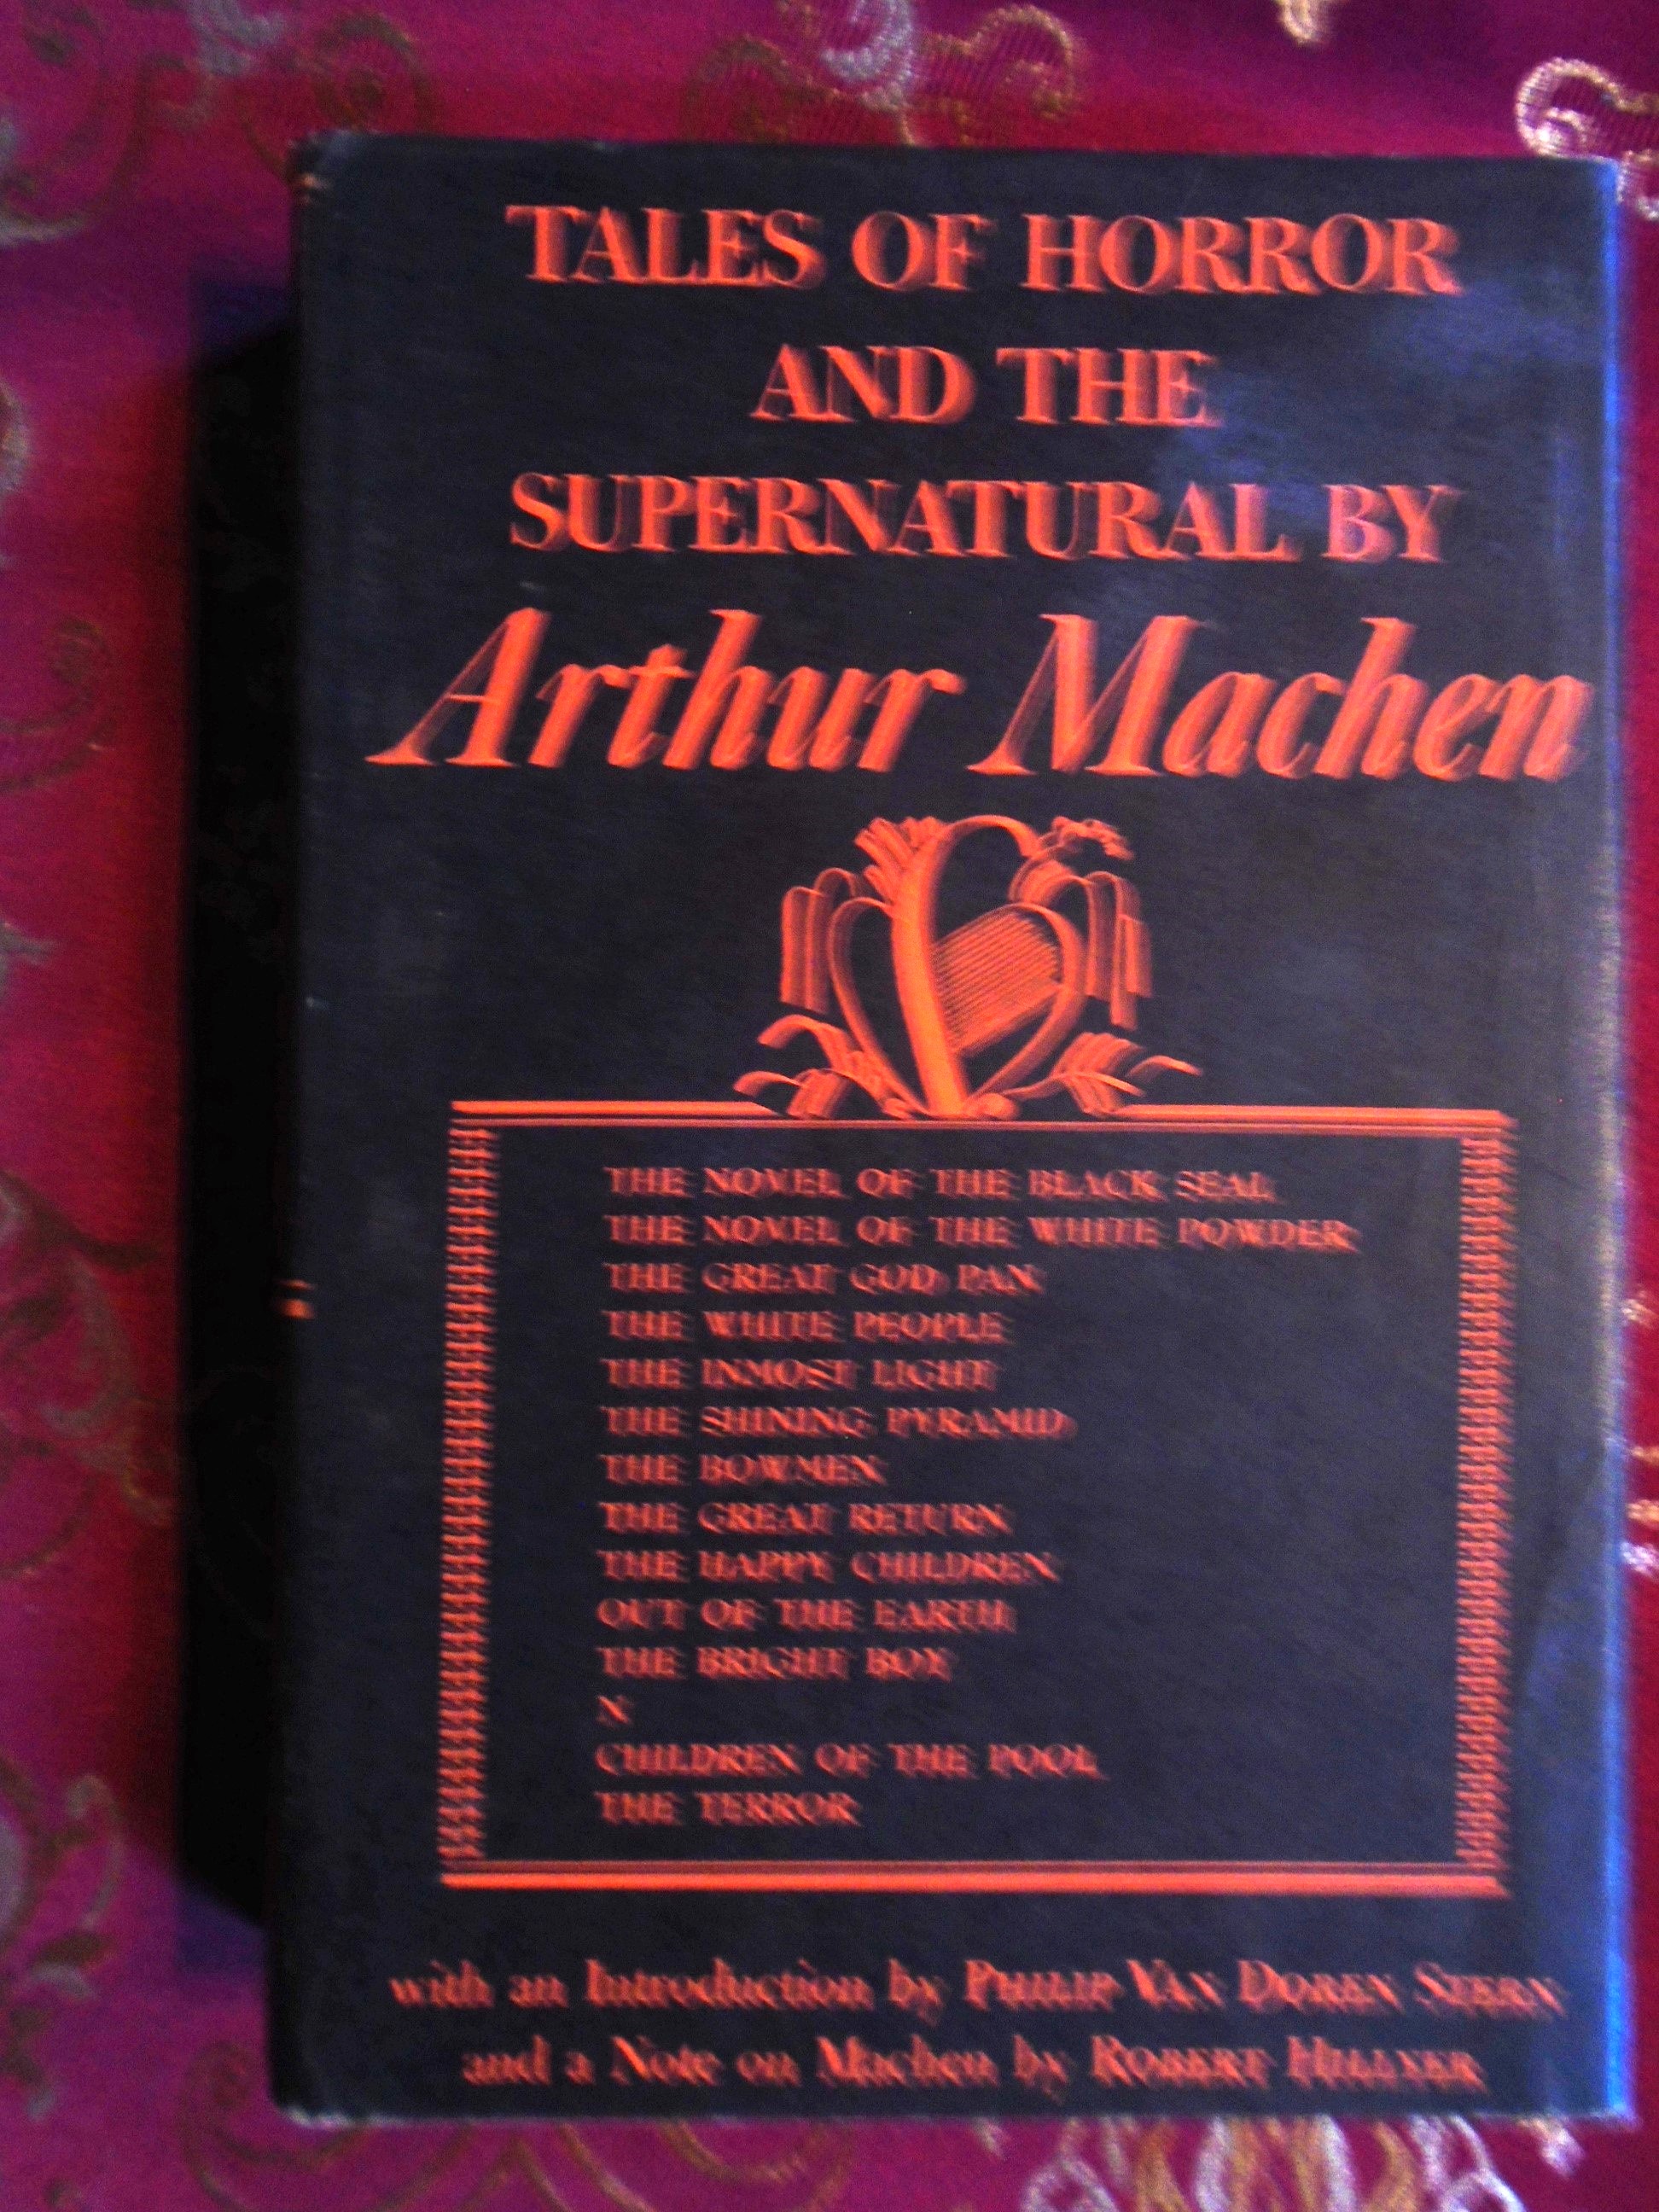 TALES OF HORROR
AND THE
SUPERNATURAL BY
Arthur Machen
THE NOVEL OF THE BLACK SEAL
THE NOVEL OF THE WHITE POWDER
THE GREAT GOD PAN
THE WHITE PEOPLE
THE INMOST LIGHT
THE SHINING PYRAMID
THE BOWMEN
THE GREAT RETURN
THE HAPPY CHILDREN
OUT OF THE EARTH
THE BRIGHT BOY
N
CHILDREN OF THE POOL
THE TERROR
with an Introduction by PHILIP VAN DOREN STERN
and a Note on Machen by ROBERT HILLYER